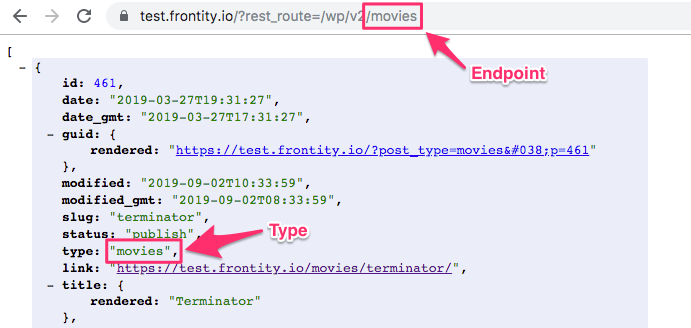 test.frontity.io/?rest_route=/wp/v2/movies
Endpoint
[
− {
id: 461,
date: "2019-03-27T19:31:27",
date_gmt: "2019-03-27T17:31:27",
− guid: {
rendered: "https://test.frontity.io/?post_type=movies&#038;p=461"
},
modified: "2019-09-02T10:33:59",
modified_gmt: "2019-09-02T08:33:59",
slug: "terminator",
status: "publish",
Type
type: "movies",
link: "https://test.frontity.io/movies/terminator/",
− title: {
rendered: "Terminator"
},